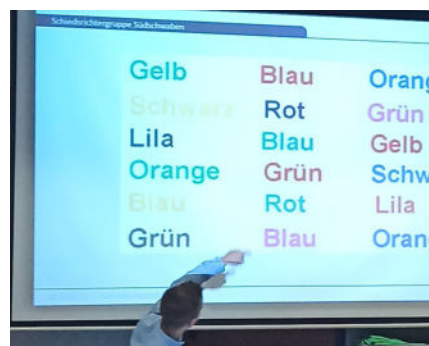 Schiedsrichtergruppe Südschwaben
Gelb Blau Orang
Schwarz Rot Grün
Lila Blau Gelb
Orange Grün Schw
Blau Rot Lila
Grün Blau Oran